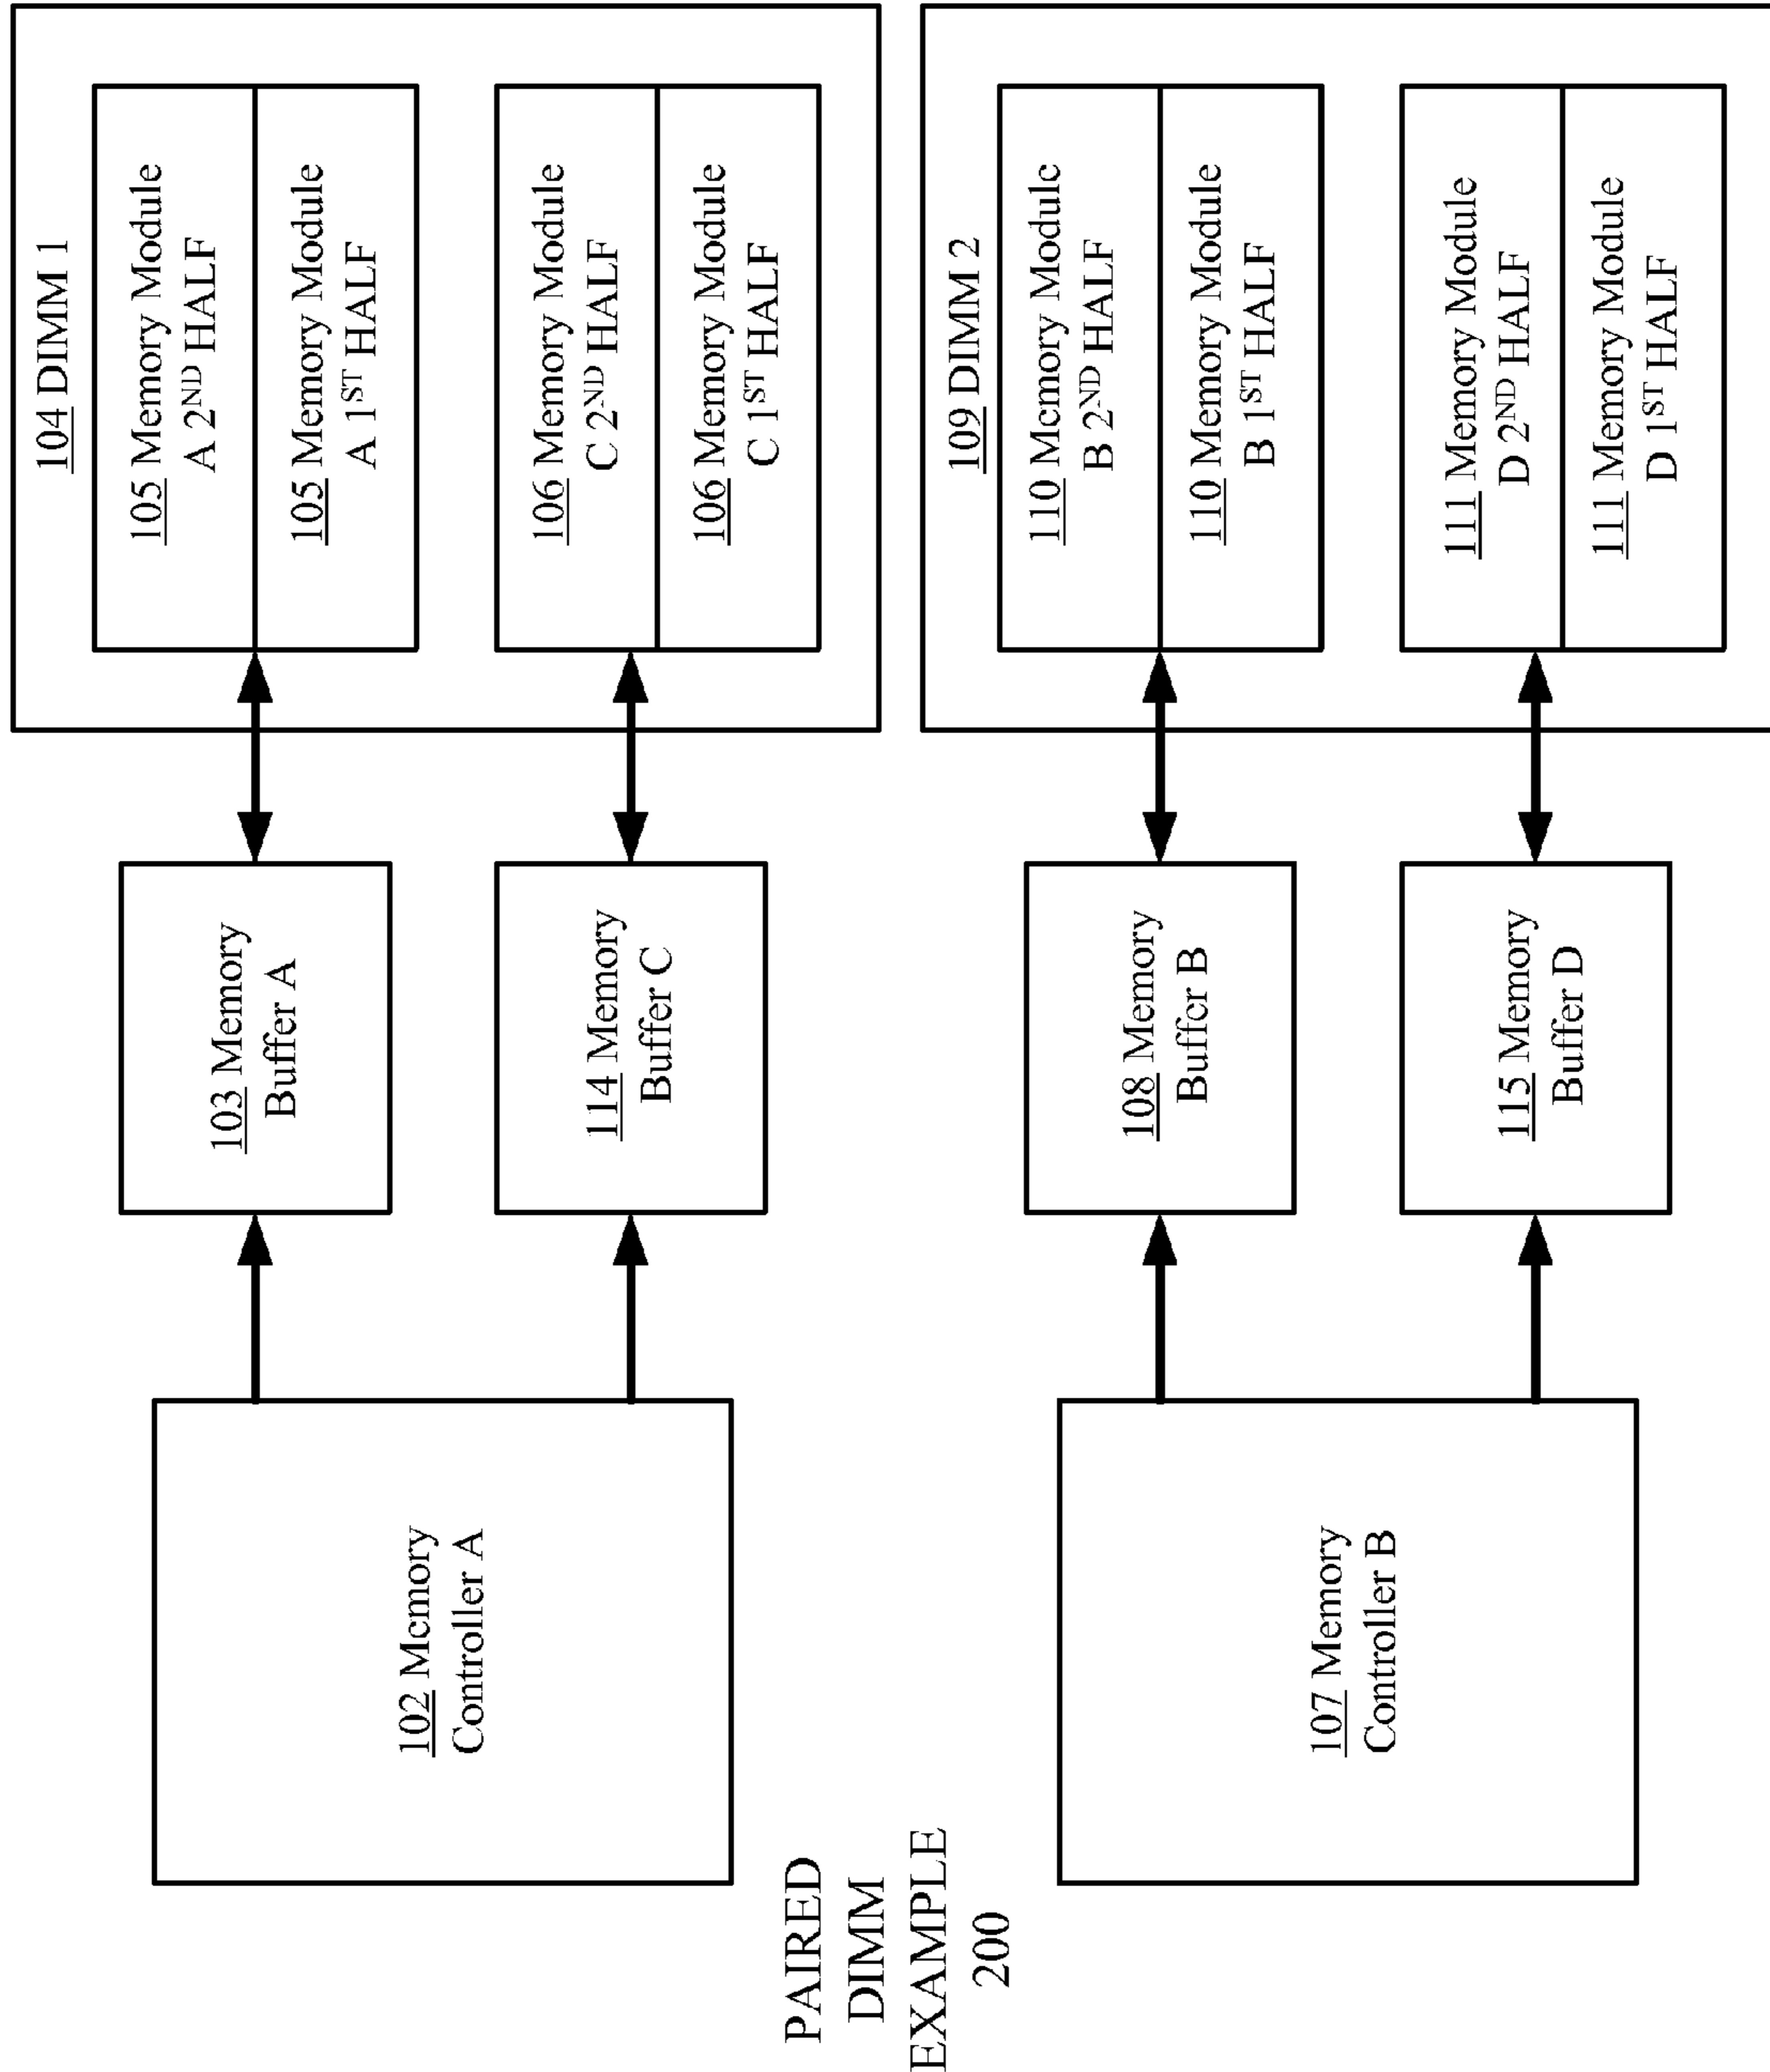 104 DIMM 1
105 Memory Module
A 2ND HALF
105 Memory Module
A 1ST HALF
106 Memory Module
C 2ND HALF
106 Memory Module
C 1ST HALF
103 Memory
Buffer A
114 Memory
Buffer C
102 Memory
Controller A
PAIRED
DIMM
EXAMPLE
200
109 DIMM 2
110 Memory Module
B 2ND HALF
110 Memory Module
B 1ST HALF
111 Memory Module
D 2ND HALF
111 Memory Module
D 1ST HALF
108 Memory
Buffer B
115 Memory
Buffer D
107 Memory
Controller B